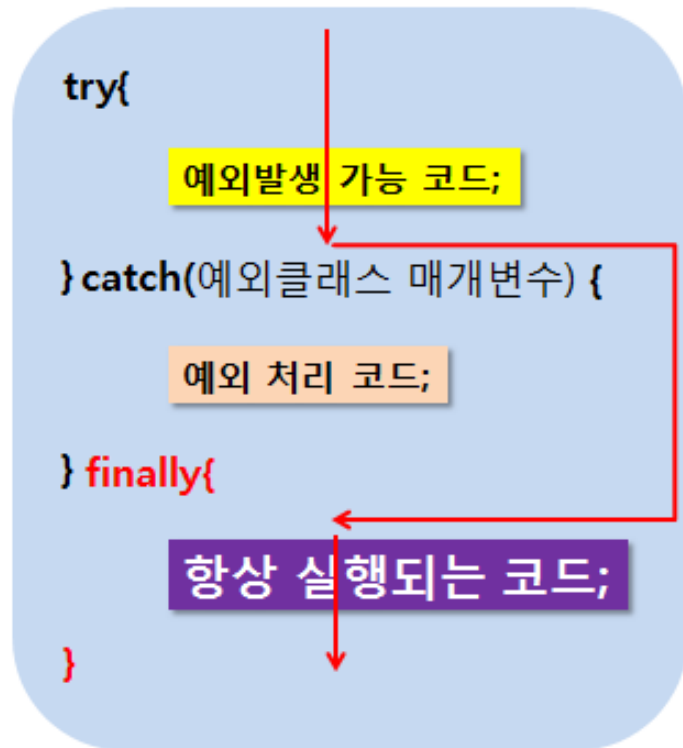 try{
예외발생 가능 코드;
} catch(예외클래스 매개변수) {
예외 처리 코드;
} finally{
항상 실행되는 코드;
}